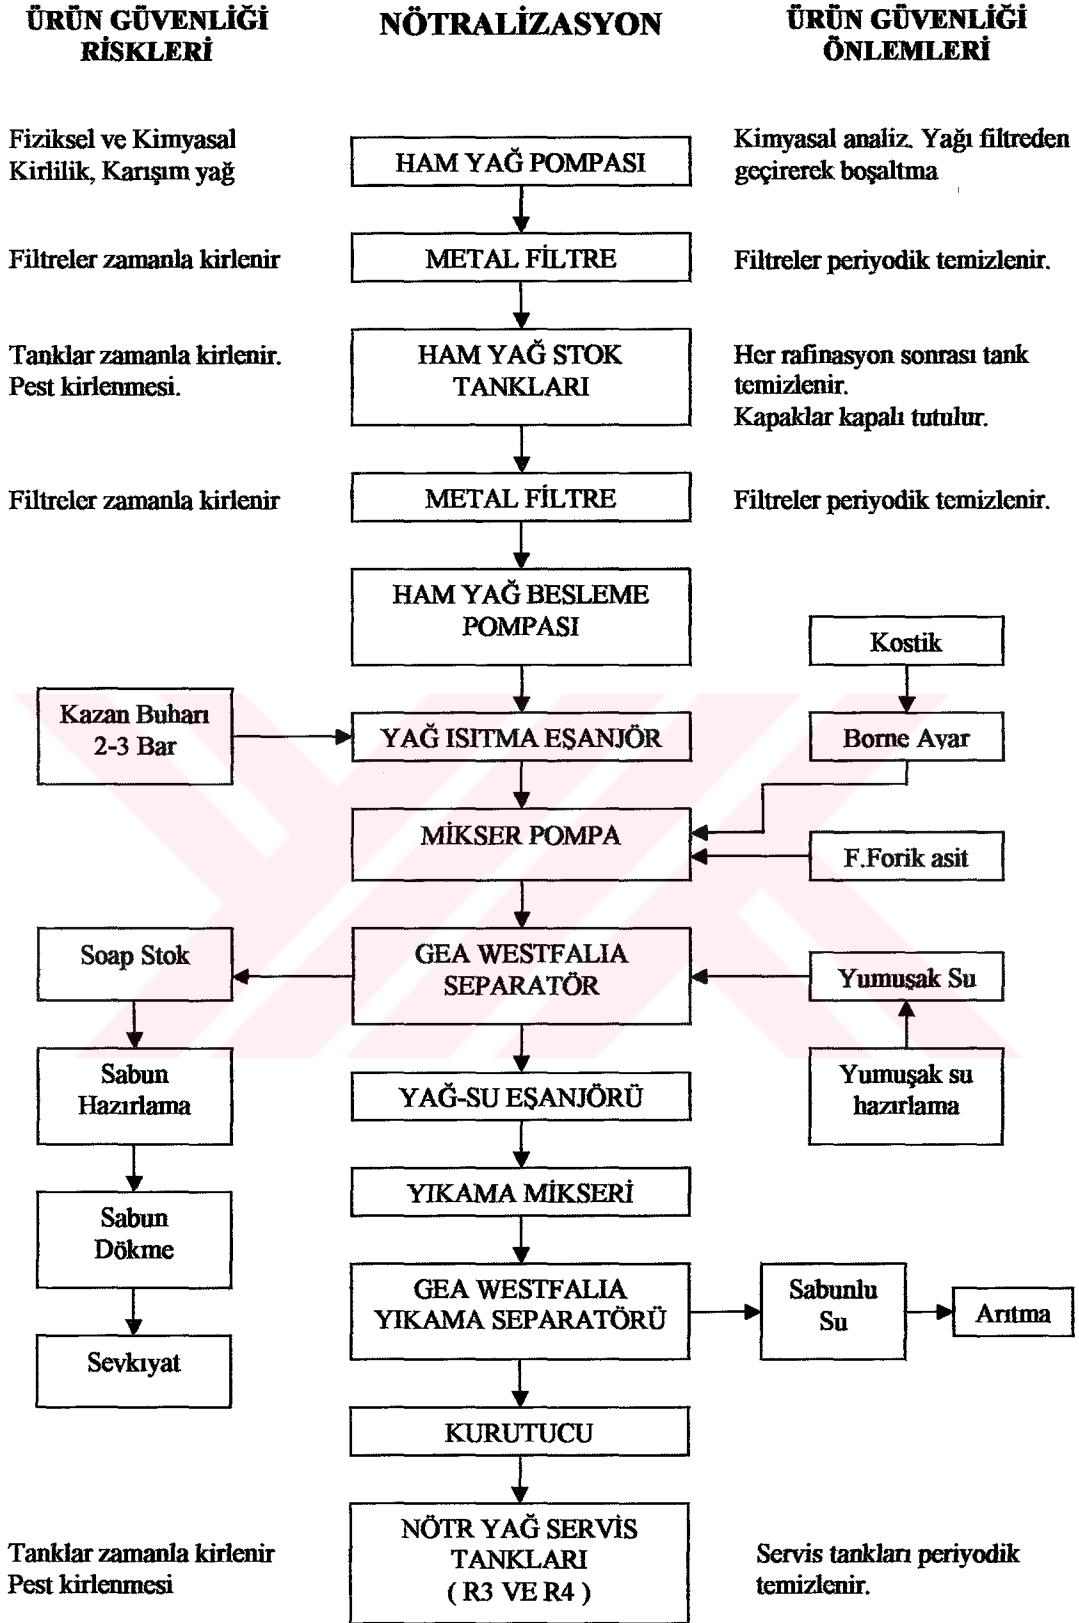 ÜRÜN GÜVENLİĞİ
RİSKLERİ
NÖTRALİZASYON
ÜRÜN GÜVENLİĞİ
ÖNLEMLERİ
Fiziksel ve Kimyasal
Kirlilik, Karışım yağ
HAM YAĞ POMPASI
Kimyasal analiz. Yağı filtreden
geçirerek boşaltma
Filtreler zamanla kirlenir
METAL FİLTRE
Filtreler periyodik temizlenir.
Tanklar zamanla kirlenir.
Pest kirlenmesi.
HAM YAĞ STOK
TANKLARI
Her rafinasyon sonrası tank
temizlenir.
Kapaklar kapalı tutulur.
Filtreler zamanla kirlenir
METAL FİLTRE
Filtreler periyodik temizlenir.
HAM YAĞ BESLEME
POMPASI
Kostik
Kazan Buharı
2-3 Bar
YAĞ ISITMA EŞANJÖR
Borne Ayar
MİKSER POMPA
F.Forik asit
Soap Stok
GEA WESTFALIA
SEPARATÖR
Yumuşak Su
Sabun
Hazırlama
YAĞ-SU EŞANJÖRÜ
Yumuşak su
hazırlama
YIKAMA MİKSERİ
Sabun
Dökme
GEA WESTFALIA
YIKAMA SEPARATÖRÜ
Sabunlu
Su
Arıtma
Sevkıyat
KURUTUCU
Tanklar zamanla kirlenir
Pest kirlenmesi
NÖTR YAĞ SERVİS
TANKLARI
( R3 VE R4 )
Servis tankları periyodik
temizlenir.